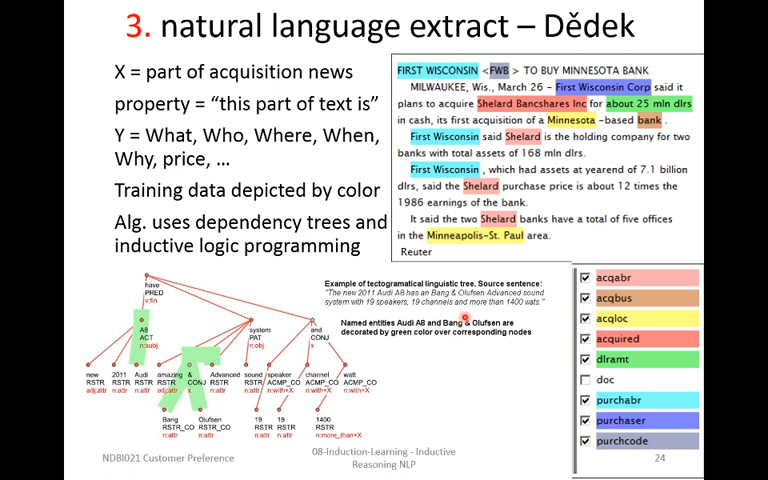 3. natural language extract – Dědek
X = part of acquisition news
property = “this part of text is”
Y = What, Who, Where, When,
Why, price, ...
Training data depicted by color
Alg. uses dependency trees and
inductive logic programming
FIRST WISCONSIN <FWB > TO BUY MINNESOTA BANK
MILWAUKEE, Wis., March 26 - First Wisconsin Corp said it
plans to acquire Shelard Bancshares Inc for about 25 mln dlrs
in cash, its first acquisition of a Minnesota -based bank .
First Wisconsin said Shelard is the holding company for two
banks with total assets of 168 mln dlrs.
First Wisconsin , which had assets at yearend of 7.1 billion
dlrs, said the Shelard purchase price is about 12 times the
1986 earnings of the bank.
It said the two Shelard banks have a total of five offices
in the Minneapolis-St. Paul area.
Reuter
have
PRED
v:fin
A8
ACT
n:subj
system
PAT
n:obj
and
CONJ
x
new
RSTR
adj:attr
2011
RSTR
n:attr
Audi
RSTR
n:attr
amazing
RSTR
adj:attr
&
CONJ
x
Advanced
RSTR
n:attr
sound
RSTR
n:attr
speaker
ACMP_CO
n:with+X
channel
ACMP_CO
n:with+X
watt
ACMP_CO
n:with+X
Bang
RSTR_CO
n:attr
Olufsen
RSTR_CO
n:attr
19
RSTR
n:attr
19
RSTR
n:attr
1400
RSTR
n:more_than+X
Example of tectogramatical linguistic tree. Source sentence:
"The new 2011 Audi A8 has an Bang & Olufsen Advanced sound
system with 19 speakers, 19 channels and more than 1400 wats."
Named entities Audi A8 and Bang & Olufsen are
decorated by green color over corresponding nodes
acqabr
acqbus
acqloc
acquired
dlramt
doc
purchabr
purchaser
purchcode
NDBI021 Customer Preference
08-Induction-Learning - Inductive
Reasoning NLP
24